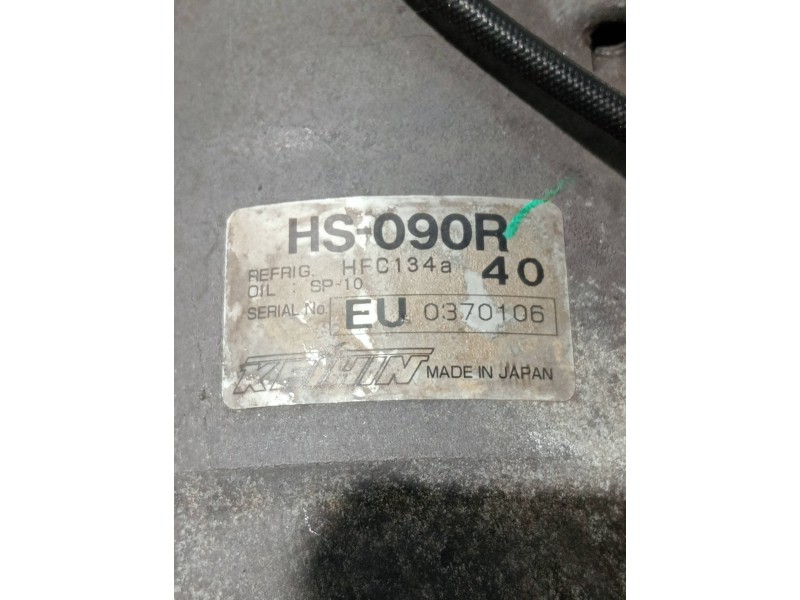 HS-090R
REFRIG. HFC134a 40
OIL : SP-10
SERIAL No. EU 0370106
KEIHIN MADE IN JAPAN